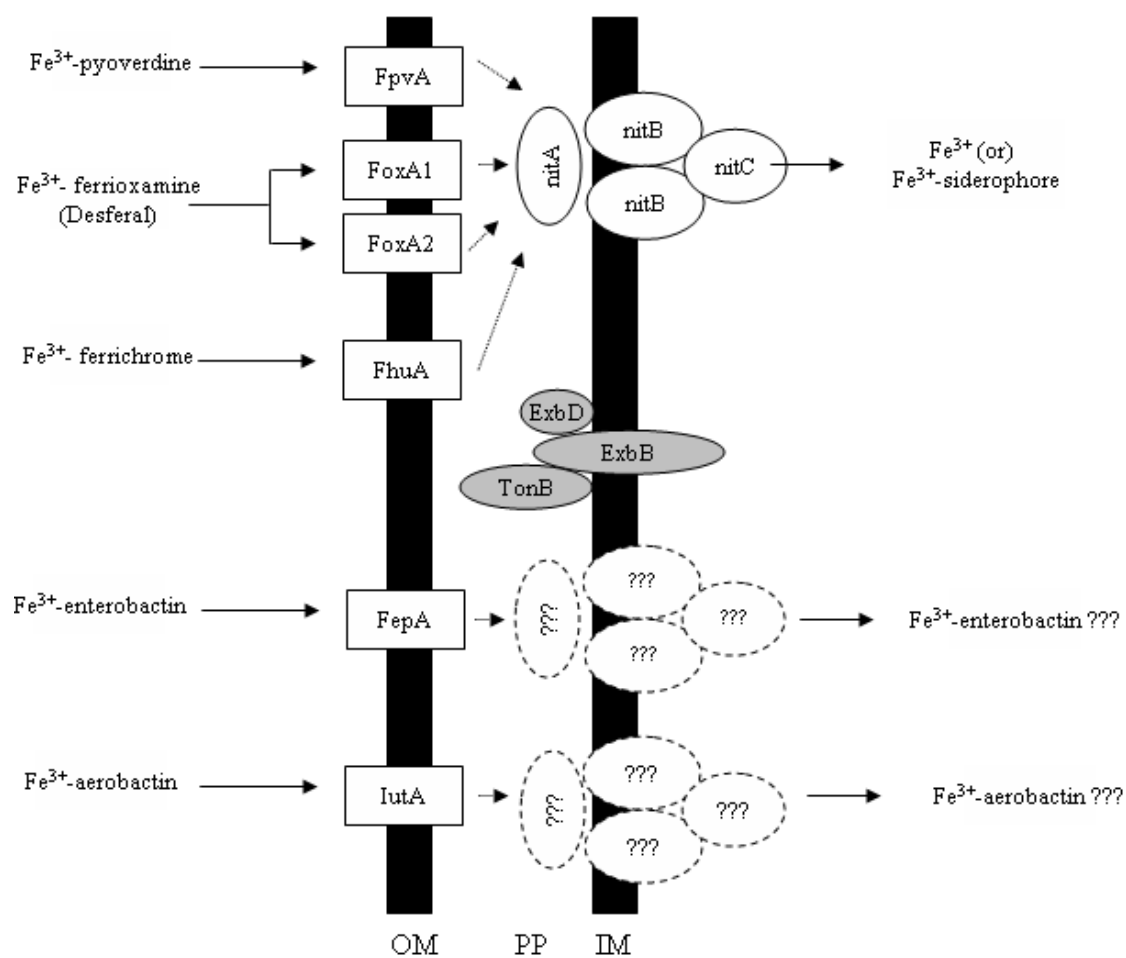 Fe³⁺-pyoverdine
FpvA
nitA
nitB
nitB
nitC
Fe³⁺ (or)
Fe³⁺-siderophore
Fe³⁺- ferrioxamine
(Desferal)
FoxA1
FoxA2
Fe³⁺- ferrichrome
FhuA
ExbD
ExbB
TonB
Fe³⁺-enterobactin
FepA
???
???
???
???
Fe³⁺-enterobactin ???
Fe³⁺-aerobactin
IutA
???
???
???
???
Fe³⁺-aerobactin ???
OM PP IM